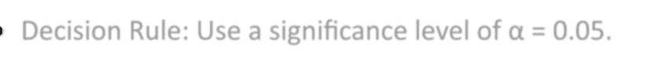 • Decision Rule: Use a significance level of α = 0.05.